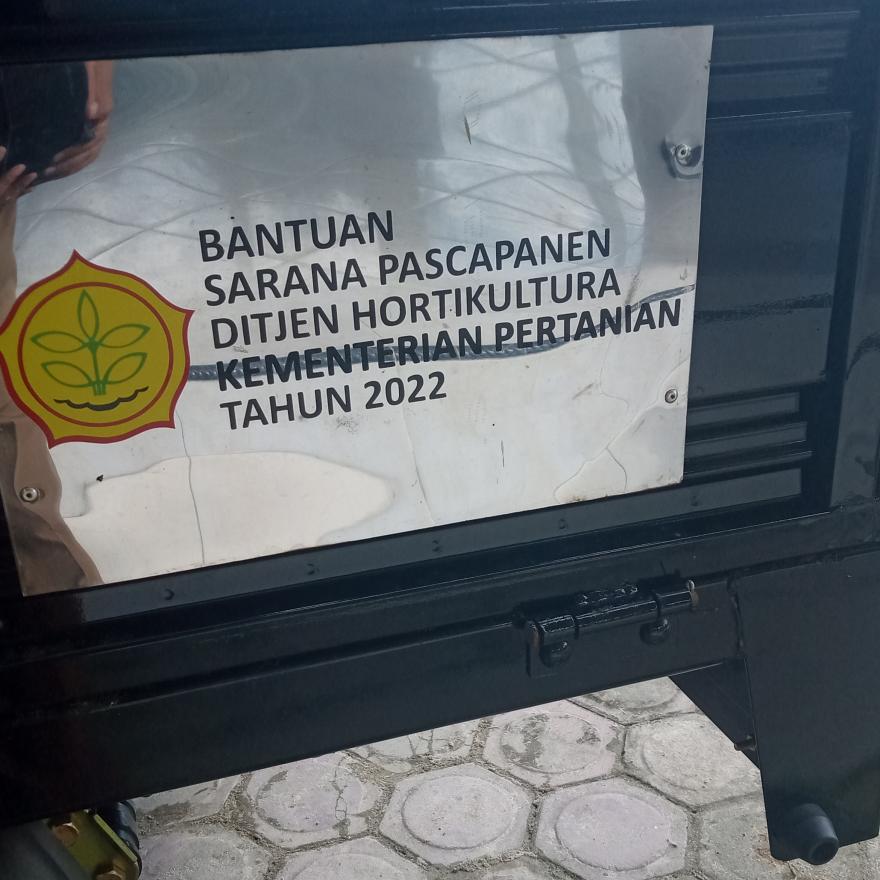 BANTUAN
SARANA PASCAPANEN
DITJEN HORTIKULTURA
KEMENTERIAN PERTANIAN
TAHUN 2022